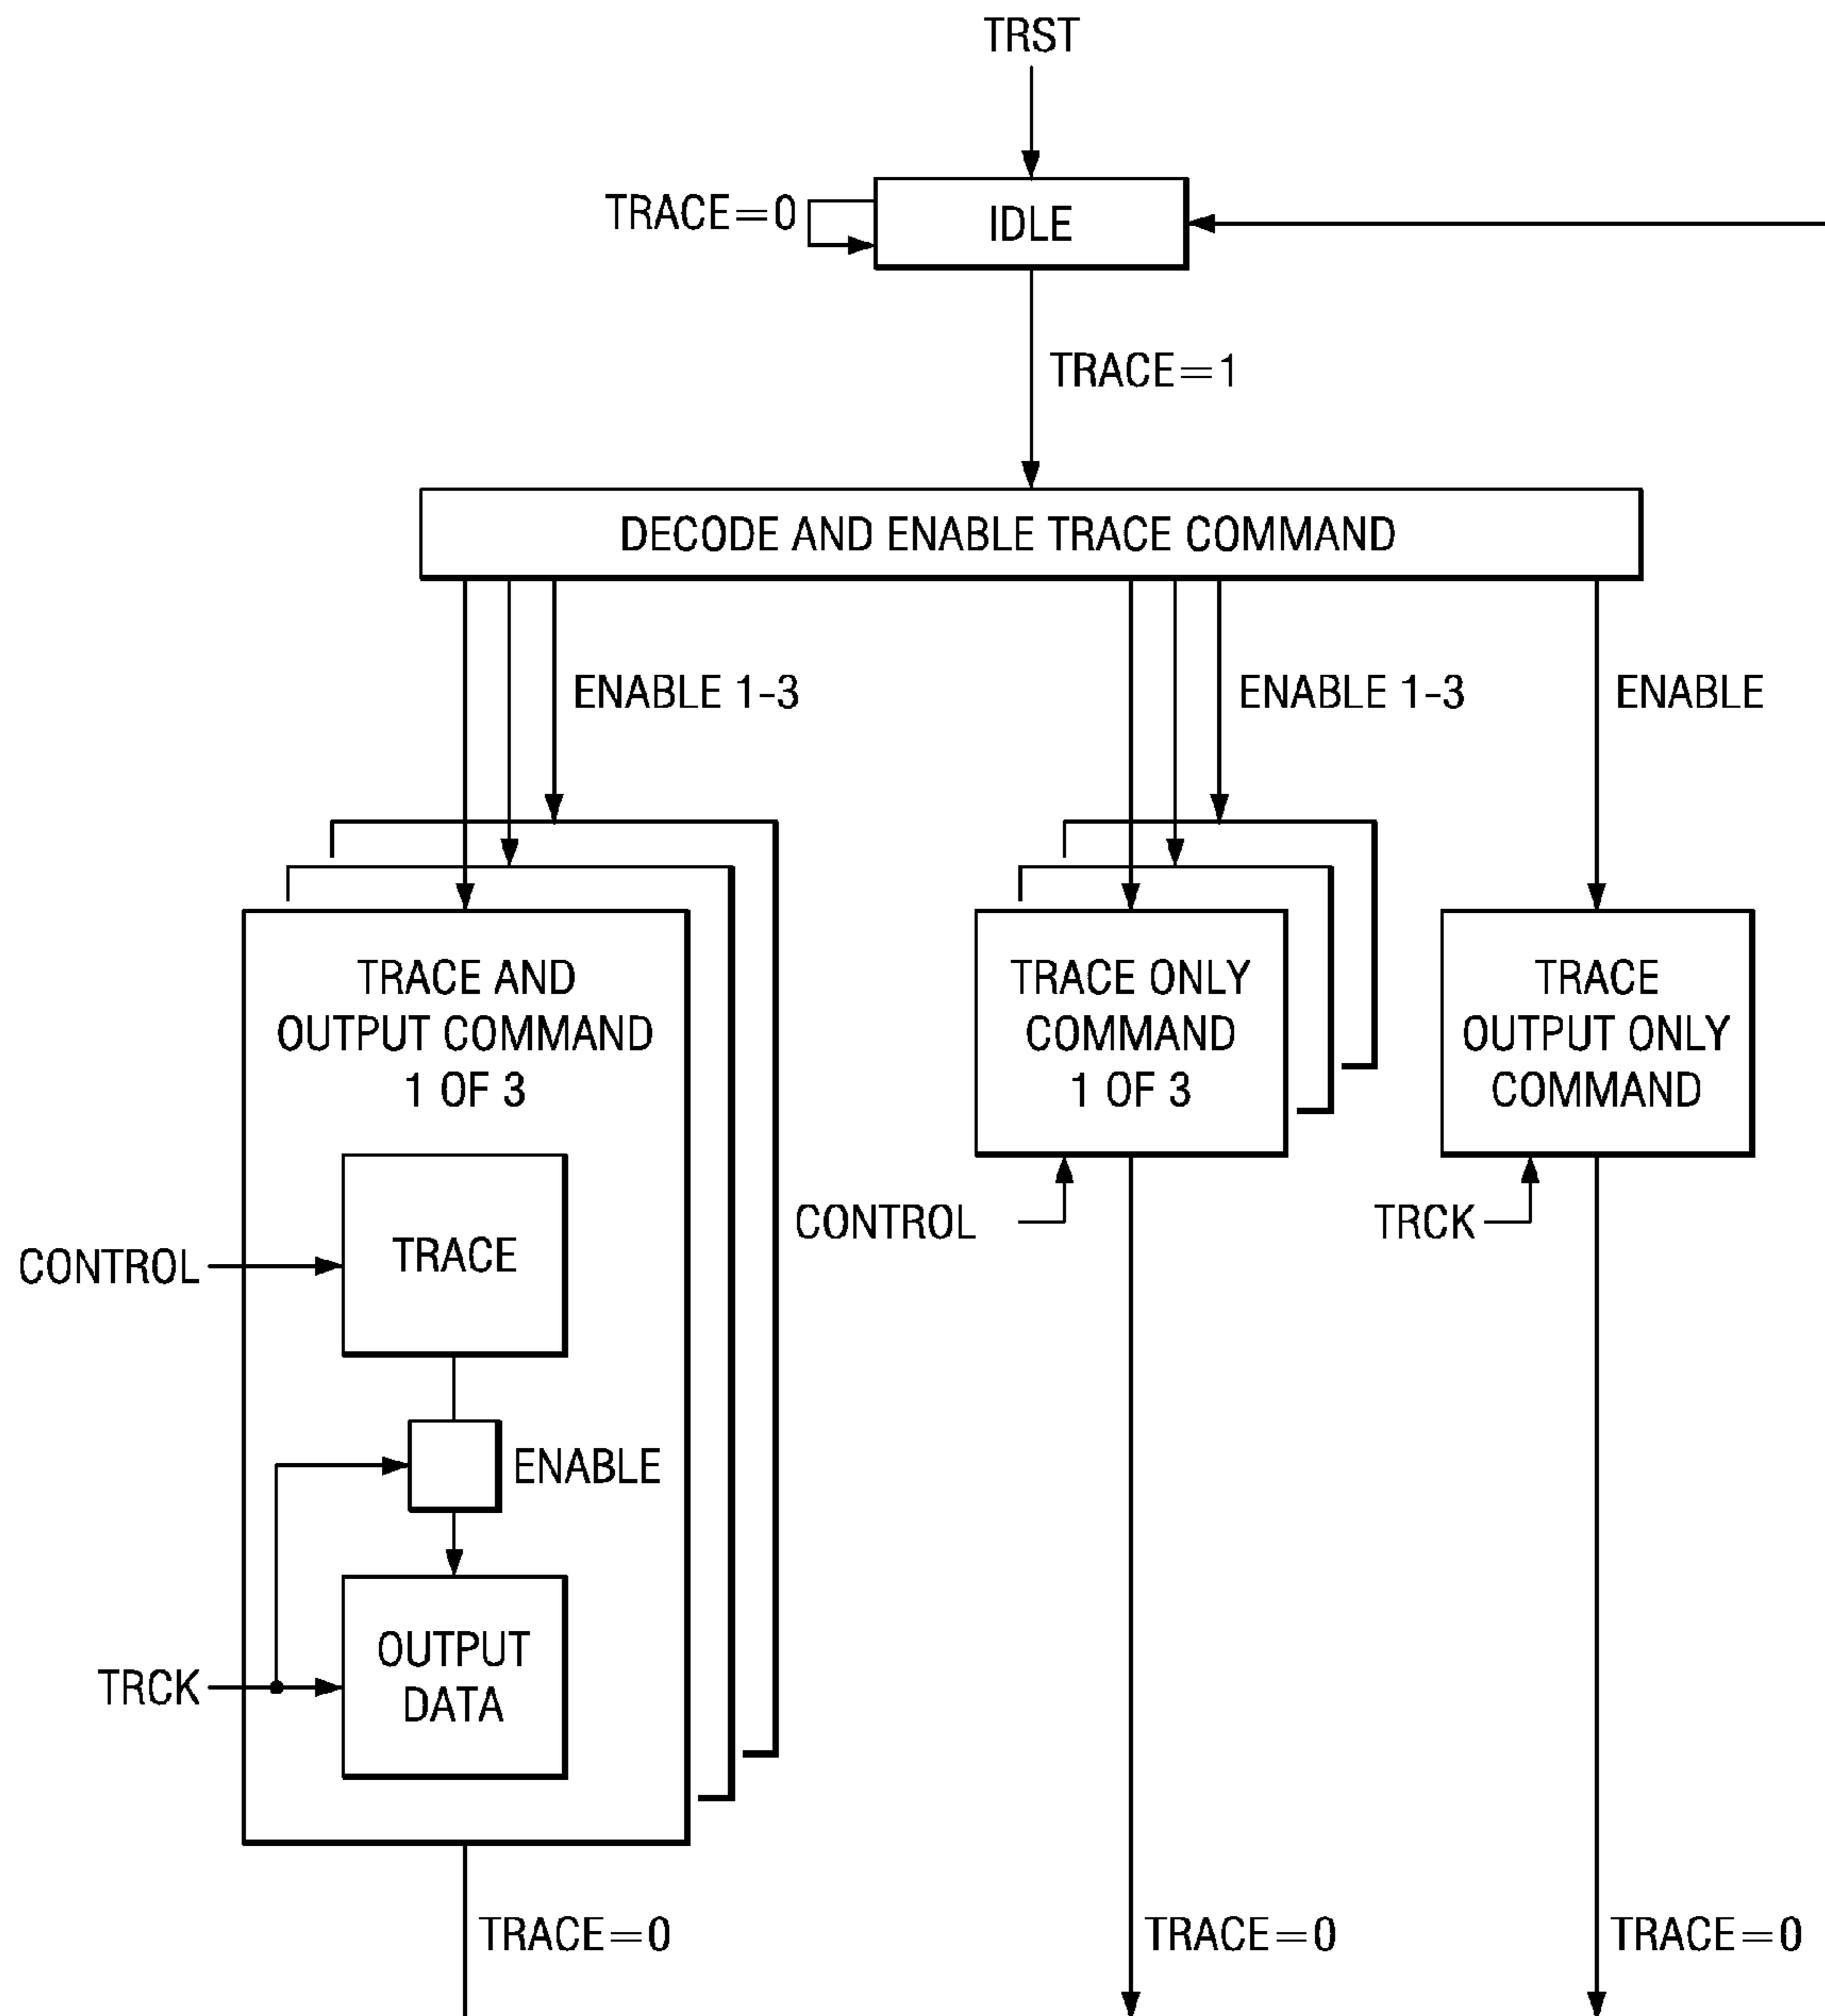 TRST
TRACE=0
IDLE
TRACE=1
DECODE AND ENABLE TRACE COMMAND
ENABLE 1-3
ENABLE 1-3
ENABLE
TRACE AND
OUTPUT COMMAND
1 OF 3
TRACE ONLY
COMMAND
1 OF 3
TRACE
OUTPUT ONLY
COMMAND
CONTROL
TRCK
CONTROL
TRACE
ENABLE
TRCK
OUTPUT
DATA
TRACE=0
TRACE=0
TRACE=0